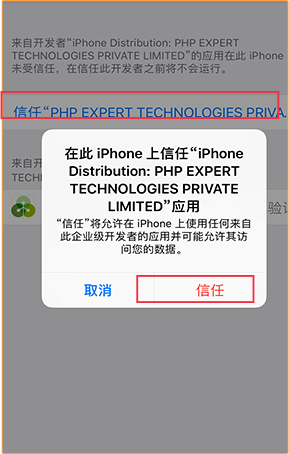 来自开发者“iPhone Distribution: PHP EXPERT
TECHNOLOGIES PRIVATE LIMITED”的应用在此 iPhone
未受信任，在信任此开发者之前将不会运行。
信任“PHP EXPERT TECHNOLOGIES PRIVA...
在此 iPhone 上信任“iPhone
Distribution: PHP EXPERT
TECHNOLOGIES PRIVATE
LIMITED”应用
“信任”将允许在 iPhone 上使用任何来自
此企业级开发者的应用并可能允许其访
问您的数据。
取消
信任
来自开
TECH
验证